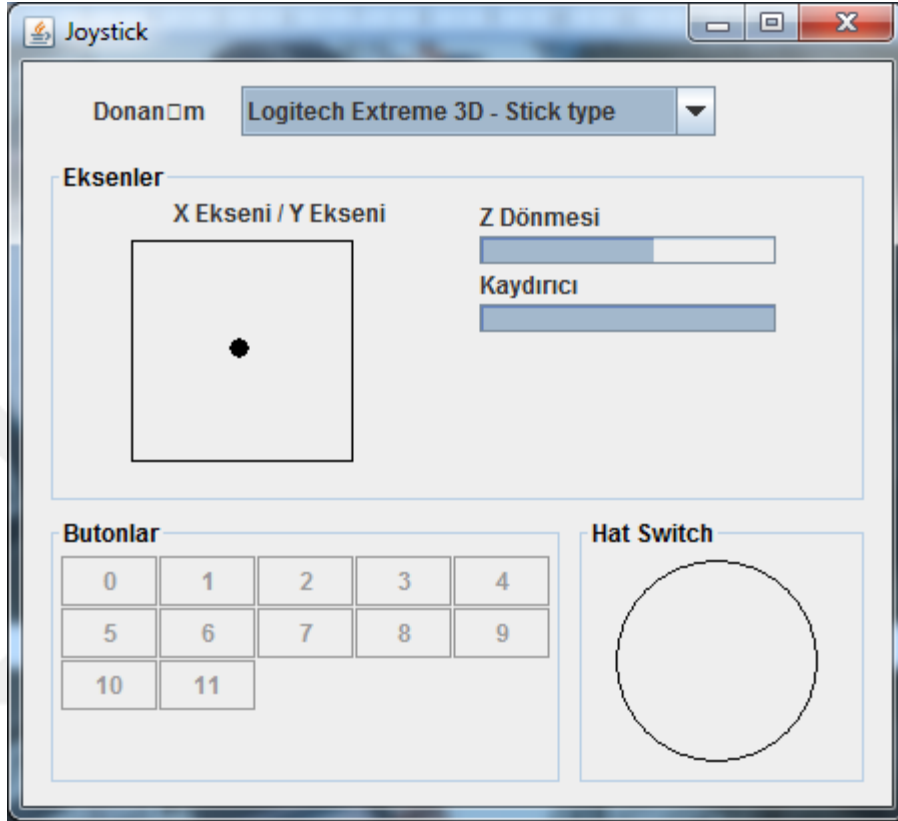 Joystick
Donan□m Logitech Extreme 3D - Stick type
Eksenler
X Ekseni / Y Ekseni
Z Dönmesi
Kaydırıcı
Butonlar
0 1 2 3 4
5 6 7 8 9
10 11
Hat Switch